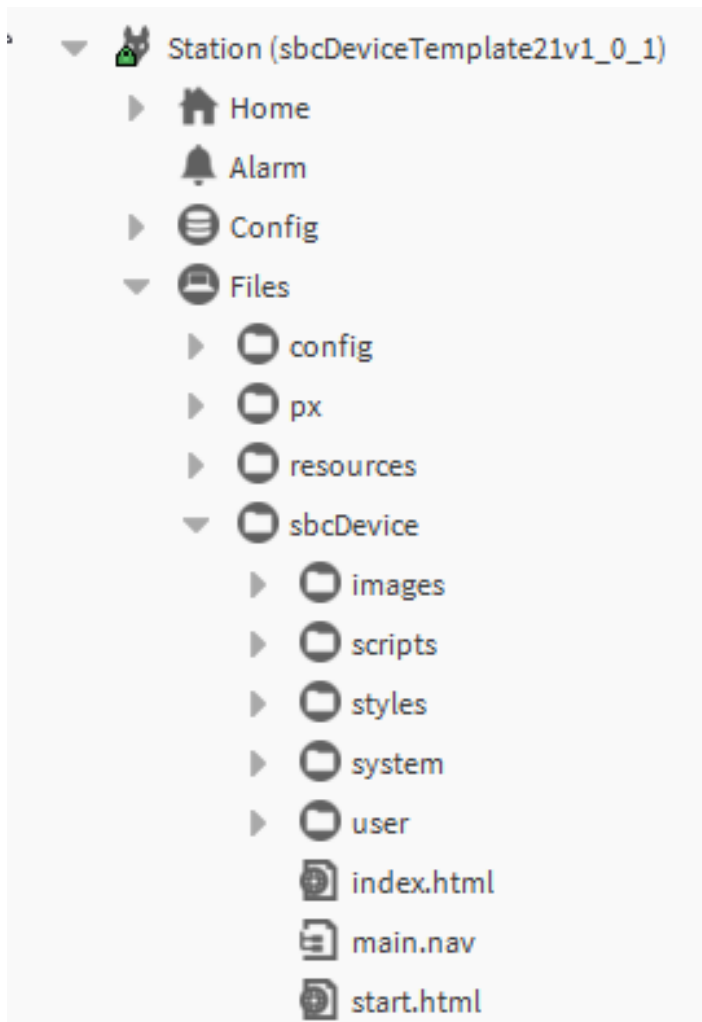 Station (sbcDeviceTemplate21v1_0_1)
Home
Alarm
Config
Files
config
px
resources
sbcDevice
images
scripts
styles
system
user
index.html
main.nav
start.html